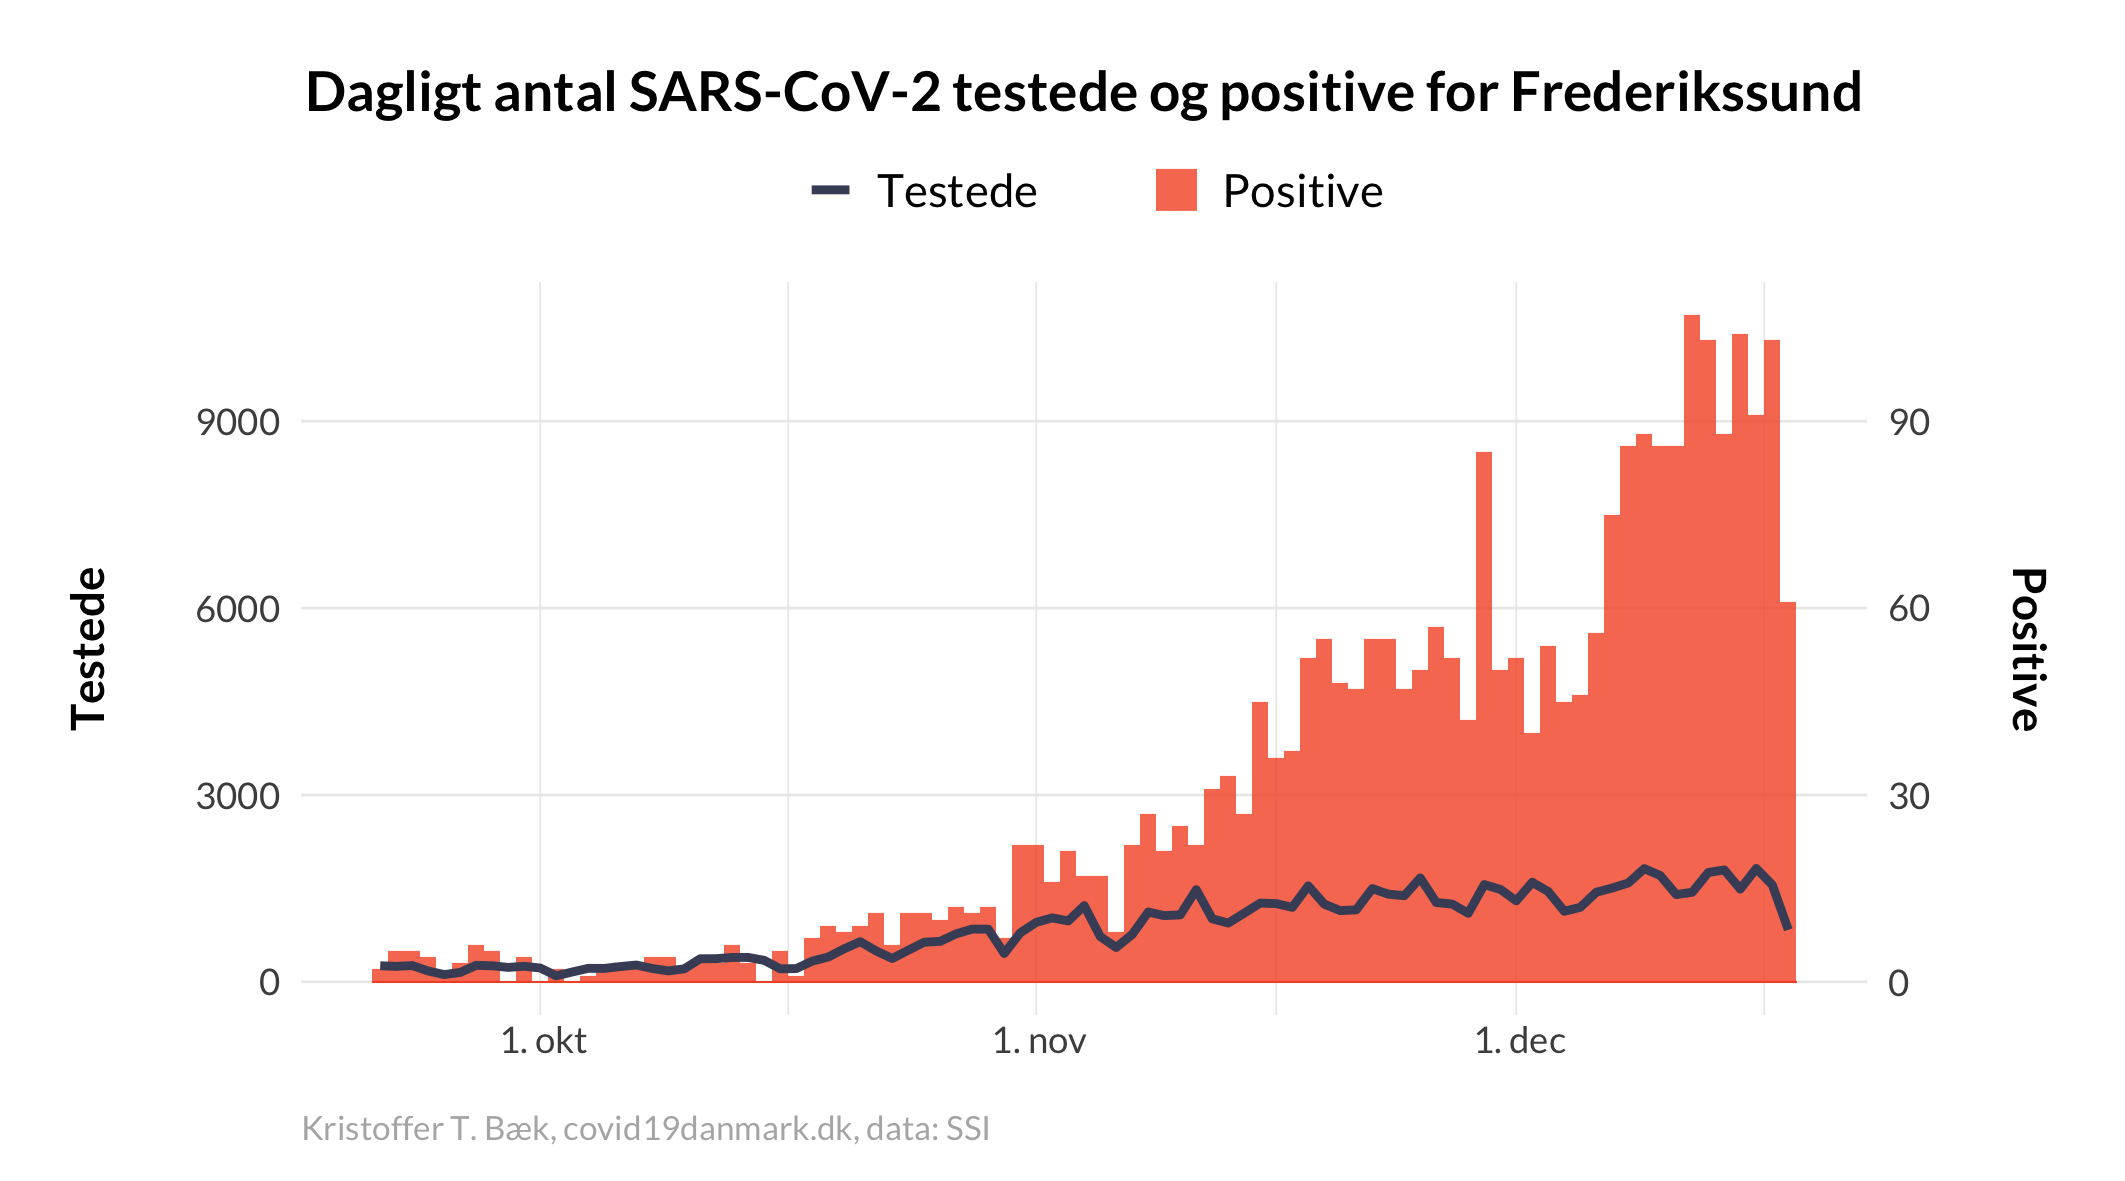 Dagligt antal SARS-CoV-2 testede og positive for Frederikssund
Testede
Positive
Testede
9000
6000
3000
0
90
60
30
0
Positive
1. okt
1. nov
1. dec
Kristoffer T. Bæk, covid19danmark.dk, data: SSI